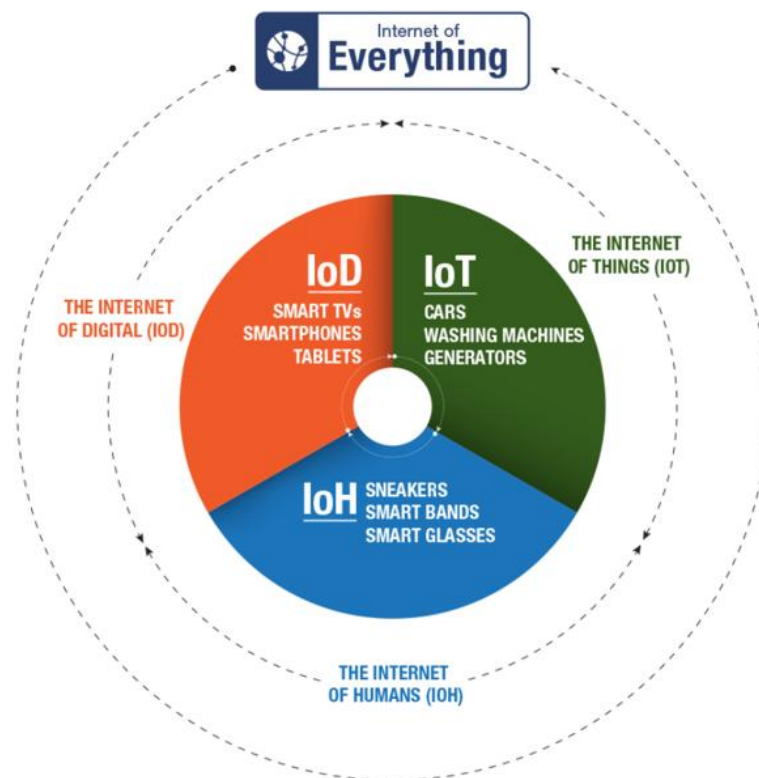 Internet of
Everything
IoD
SMART TVs
SMARTPHONES
TABLETS
IoT
CARS
WASHING MACHINES
GENERATORS
THE INTERNET
OF THINGS (IOT)
THE INTERNET
OF DIGITAL (IOD)
IoH
SNEAKERS
SMART BANDS
SMART GLASSES
THE INTERNET
OF HUMANS (IOH)